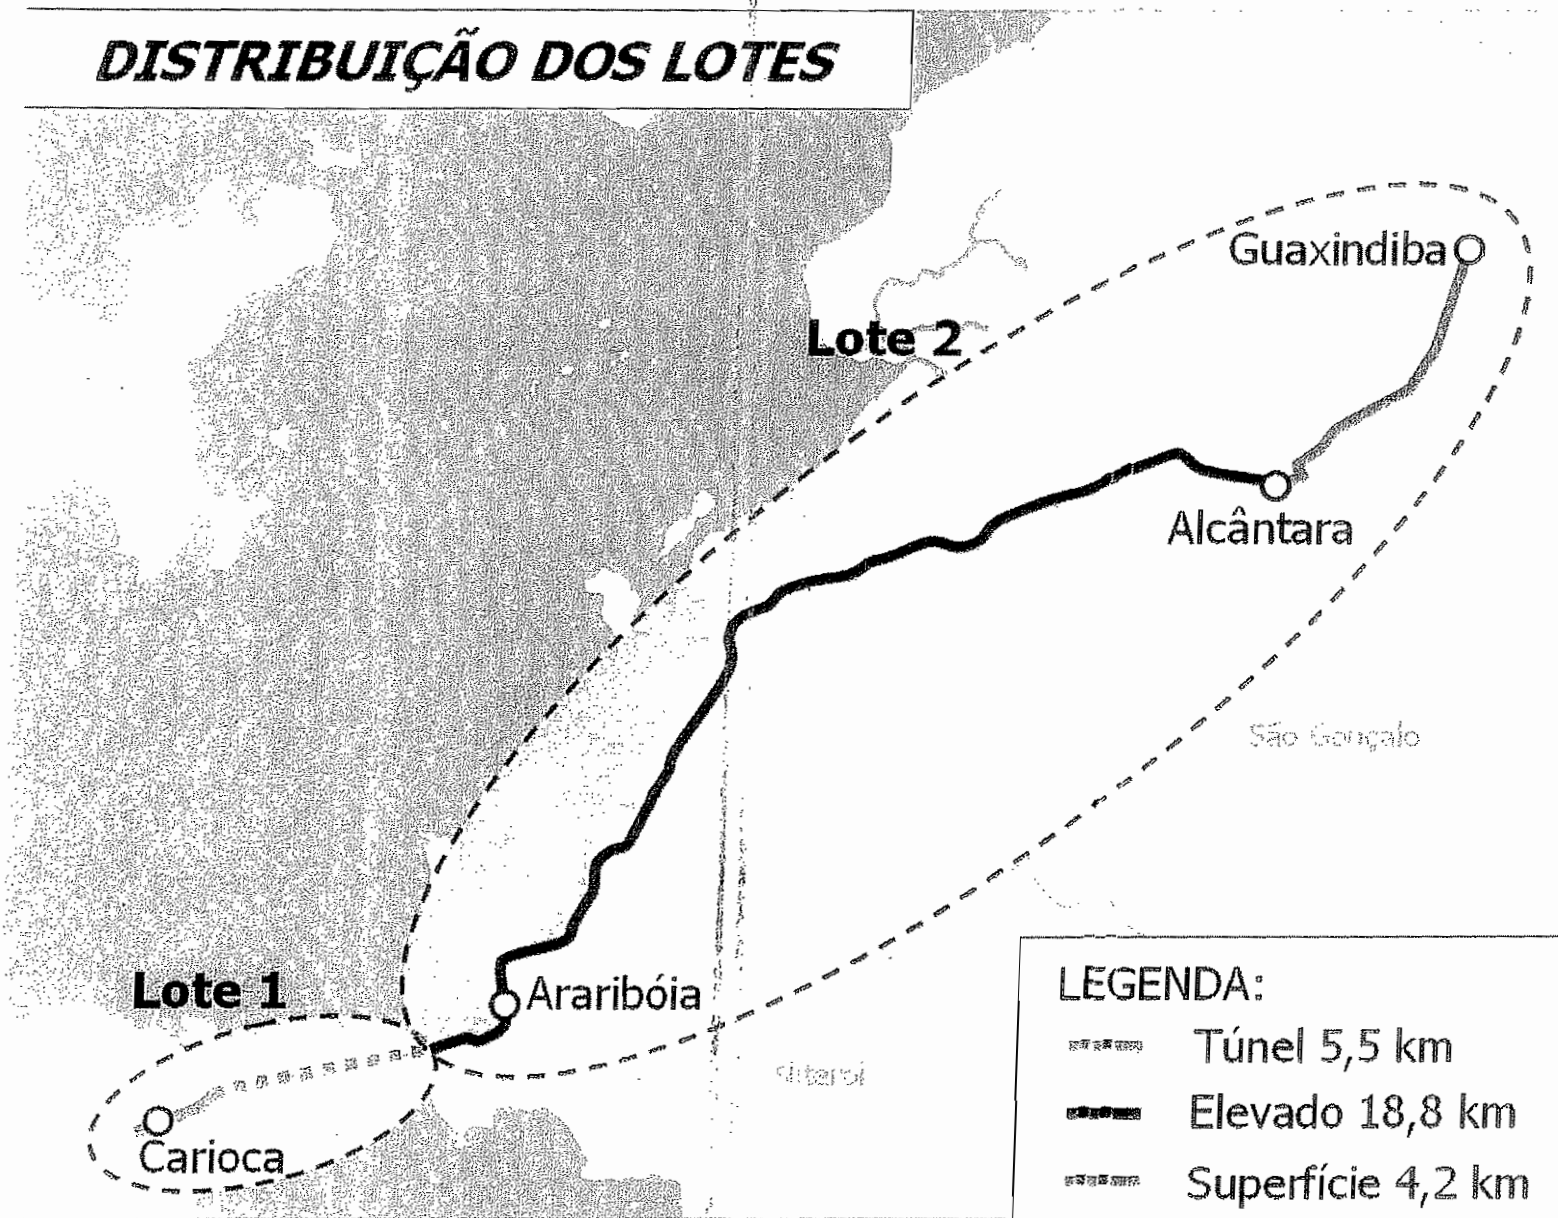 DISTRIBUIÇÃO DOS LOTES
Guaxindiba
Lote 2
Alcântara
São Gonçalo
Lote 1
Araribóia
Carioca
LEGENDA:
Túnel 5,5 km
Elevado 18,8 km
Superfície 4,2 km